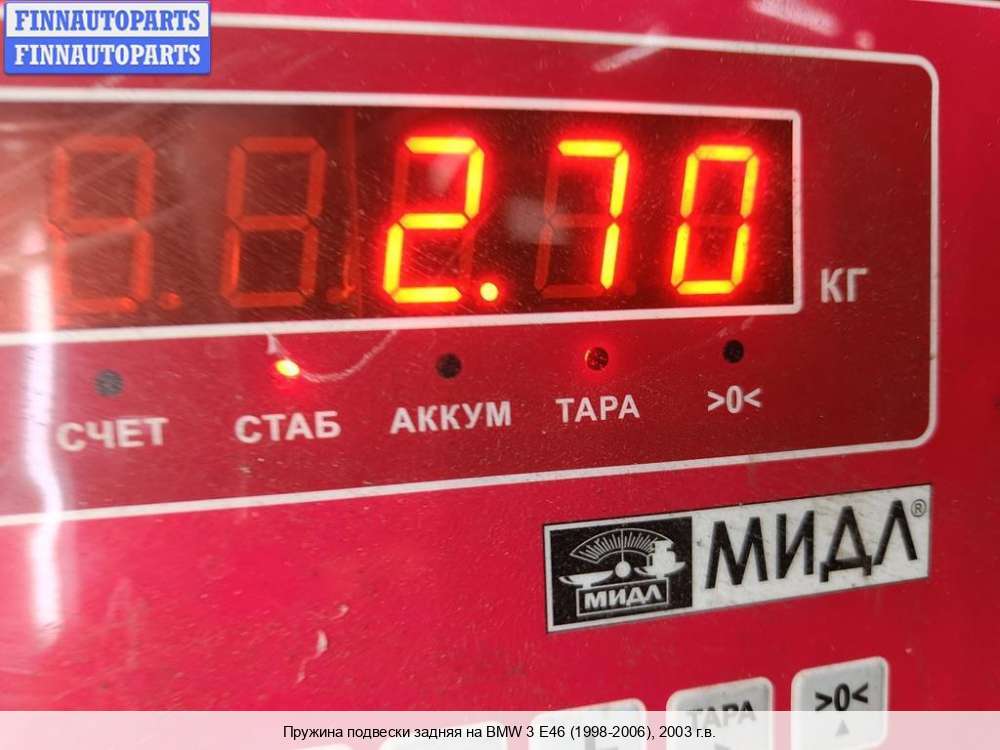 FINNAUTOPARTS
FINNAUTOPARTS
2.70
КГ
СЧЕТ СТАБ АККУМ ТАРА >0<
МИДЛ МИДЛ®
ТАРА >0<
Пружина подвески задняя на BMW 3 E46 (1998-2006), 2003 г.в.